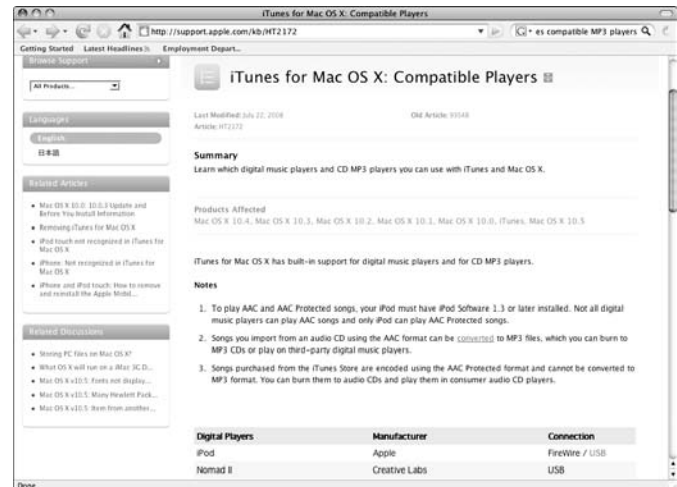 iTunes for Mac OS X: Compatible Players
http://support.apple.com/kb/HT2172
es compatible MP3 players
Getting Started Latest Headlines Employment Depart...
Browse Support
All Products...
Languages
English
日本語
Related Articles
Mac OS X 10.0: 10.0.3 Update and
Before You Install Information
Removing iTunes for Mac OS X
iPod touch not recognized in iTunes for
Mac OS X
iPhone: Not recognized in iTunes for
Mac OS X
iPhone and iPod touch: How to remove
and reinstall the Apple Mobil...
Related Discussions
Storing PC files on Mac OS X?
What OS X will run on a iMac 3C D...
Mac OS X v10.5: Fonts not display...
Mac OS X v10.5: Many Hewlett Pack...
Mac OS X v10.5: Item from another...
iTunes for Mac OS X: Compatible Players
Last Modified: July 22, 2008 Old Article: 93548
Article: HT2172
Summary
Learn which digital music players and CD MP3 players you can use with iTunes and Mac OS X.
Products Affected
Mac OS X 10.4, Mac OS X 10.3, Mac OS X 10.2, Mac OS X 10.1, Mac OS X 10.0, iTunes, Mac OS X 10.5
iTunes for Mac OS X has built-in support for digital music players and for CD MP3 players.
Notes
1. To play AAC and AAC Protected songs, your iPod must have iPod Software 1.3 or later installed. Not all digital
music players can play AAC songs and only iPod can play AAC Protected songs.
2. Songs you import from an audio CD using the AAC format can be converted to MP3 files, which you can burn to
MP3 CDs or play on third-party digital music players.
3. Songs purchased from the iTunes Store are encoded using the AAC Protected format and cannot be converted to
MP3 format. You can burn them to audio CDs and play them in consumer audio CD players.
Digital Players Manufacturer Connection
iPod Apple FireWire / USB
Nomad II Creative Labs USB
Done